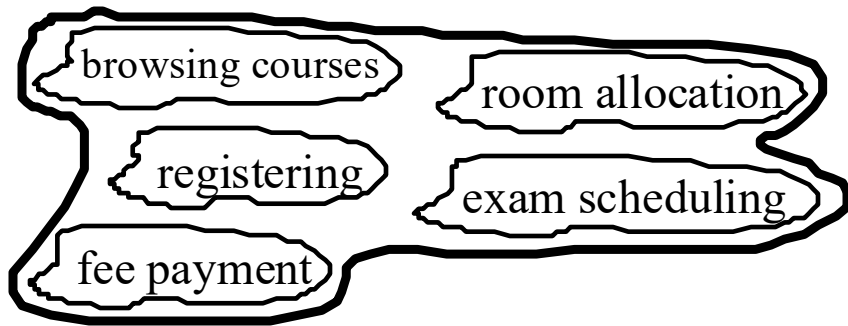 browsing courses
room allocation
registering
exam scheduling
fee payment